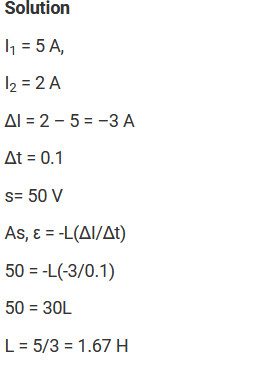 Solution
I₁ = 5 A,
I₂ = 2 A
ΔI = 2 – 5 = –3 A
Δt = 0.1
s= 50 V
As, ε = -L(ΔI/Δt)
50 = -L(-3/0.1)
50 = 30L
L = 5/3 = 1.67 H